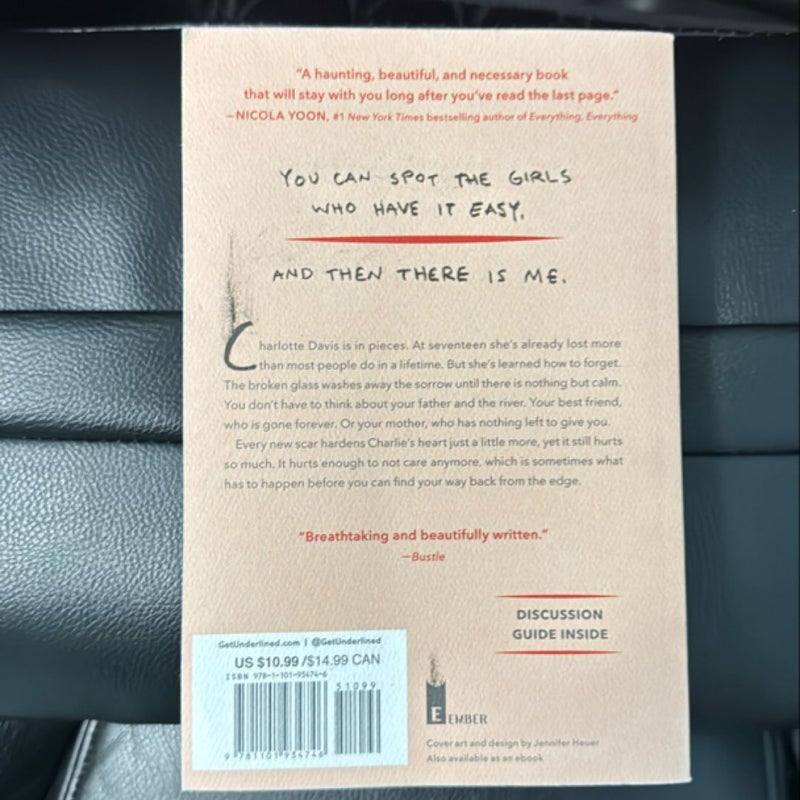 "A haunting, beautiful, and necessary book
that will stay with you long after you've read the last page."
—NICOLA YOON, #1 New York Times bestselling author of Everything, Everything
YOU CAN SPOT THE GIRLS
WHO HAVE IT EASY.
AND THEN THERE IS ME.
Charlotte Davis is in pieces. At seventeen she's already lost more
than most people do in a lifetime. But she's learned how to forget.
The broken glass washes away the sorrow until there is nothing but calm.
You don't have to think about your father and the river. Your best friend,
who is gone forever. Or your mother, who has nothing left to give you.
Every new scar hardens Charlie's heart just a little more, yet it still hurts
so much. It hurts enough to not care anymore, which is sometimes what
has to happen before you can find your way back from the edge.
"Breathtaking and beautifully written."
—Bustle
DISCUSSION
GUIDE INSIDE
GetUnderlined.com | @GetUnderlined
US $10.99 /$14.99 CAN
ISBN 978-1-101-93474-6
51099
9 781101 934746
E EMBER
Cover art and design by Jennifer Heuer
Also available as an ebook